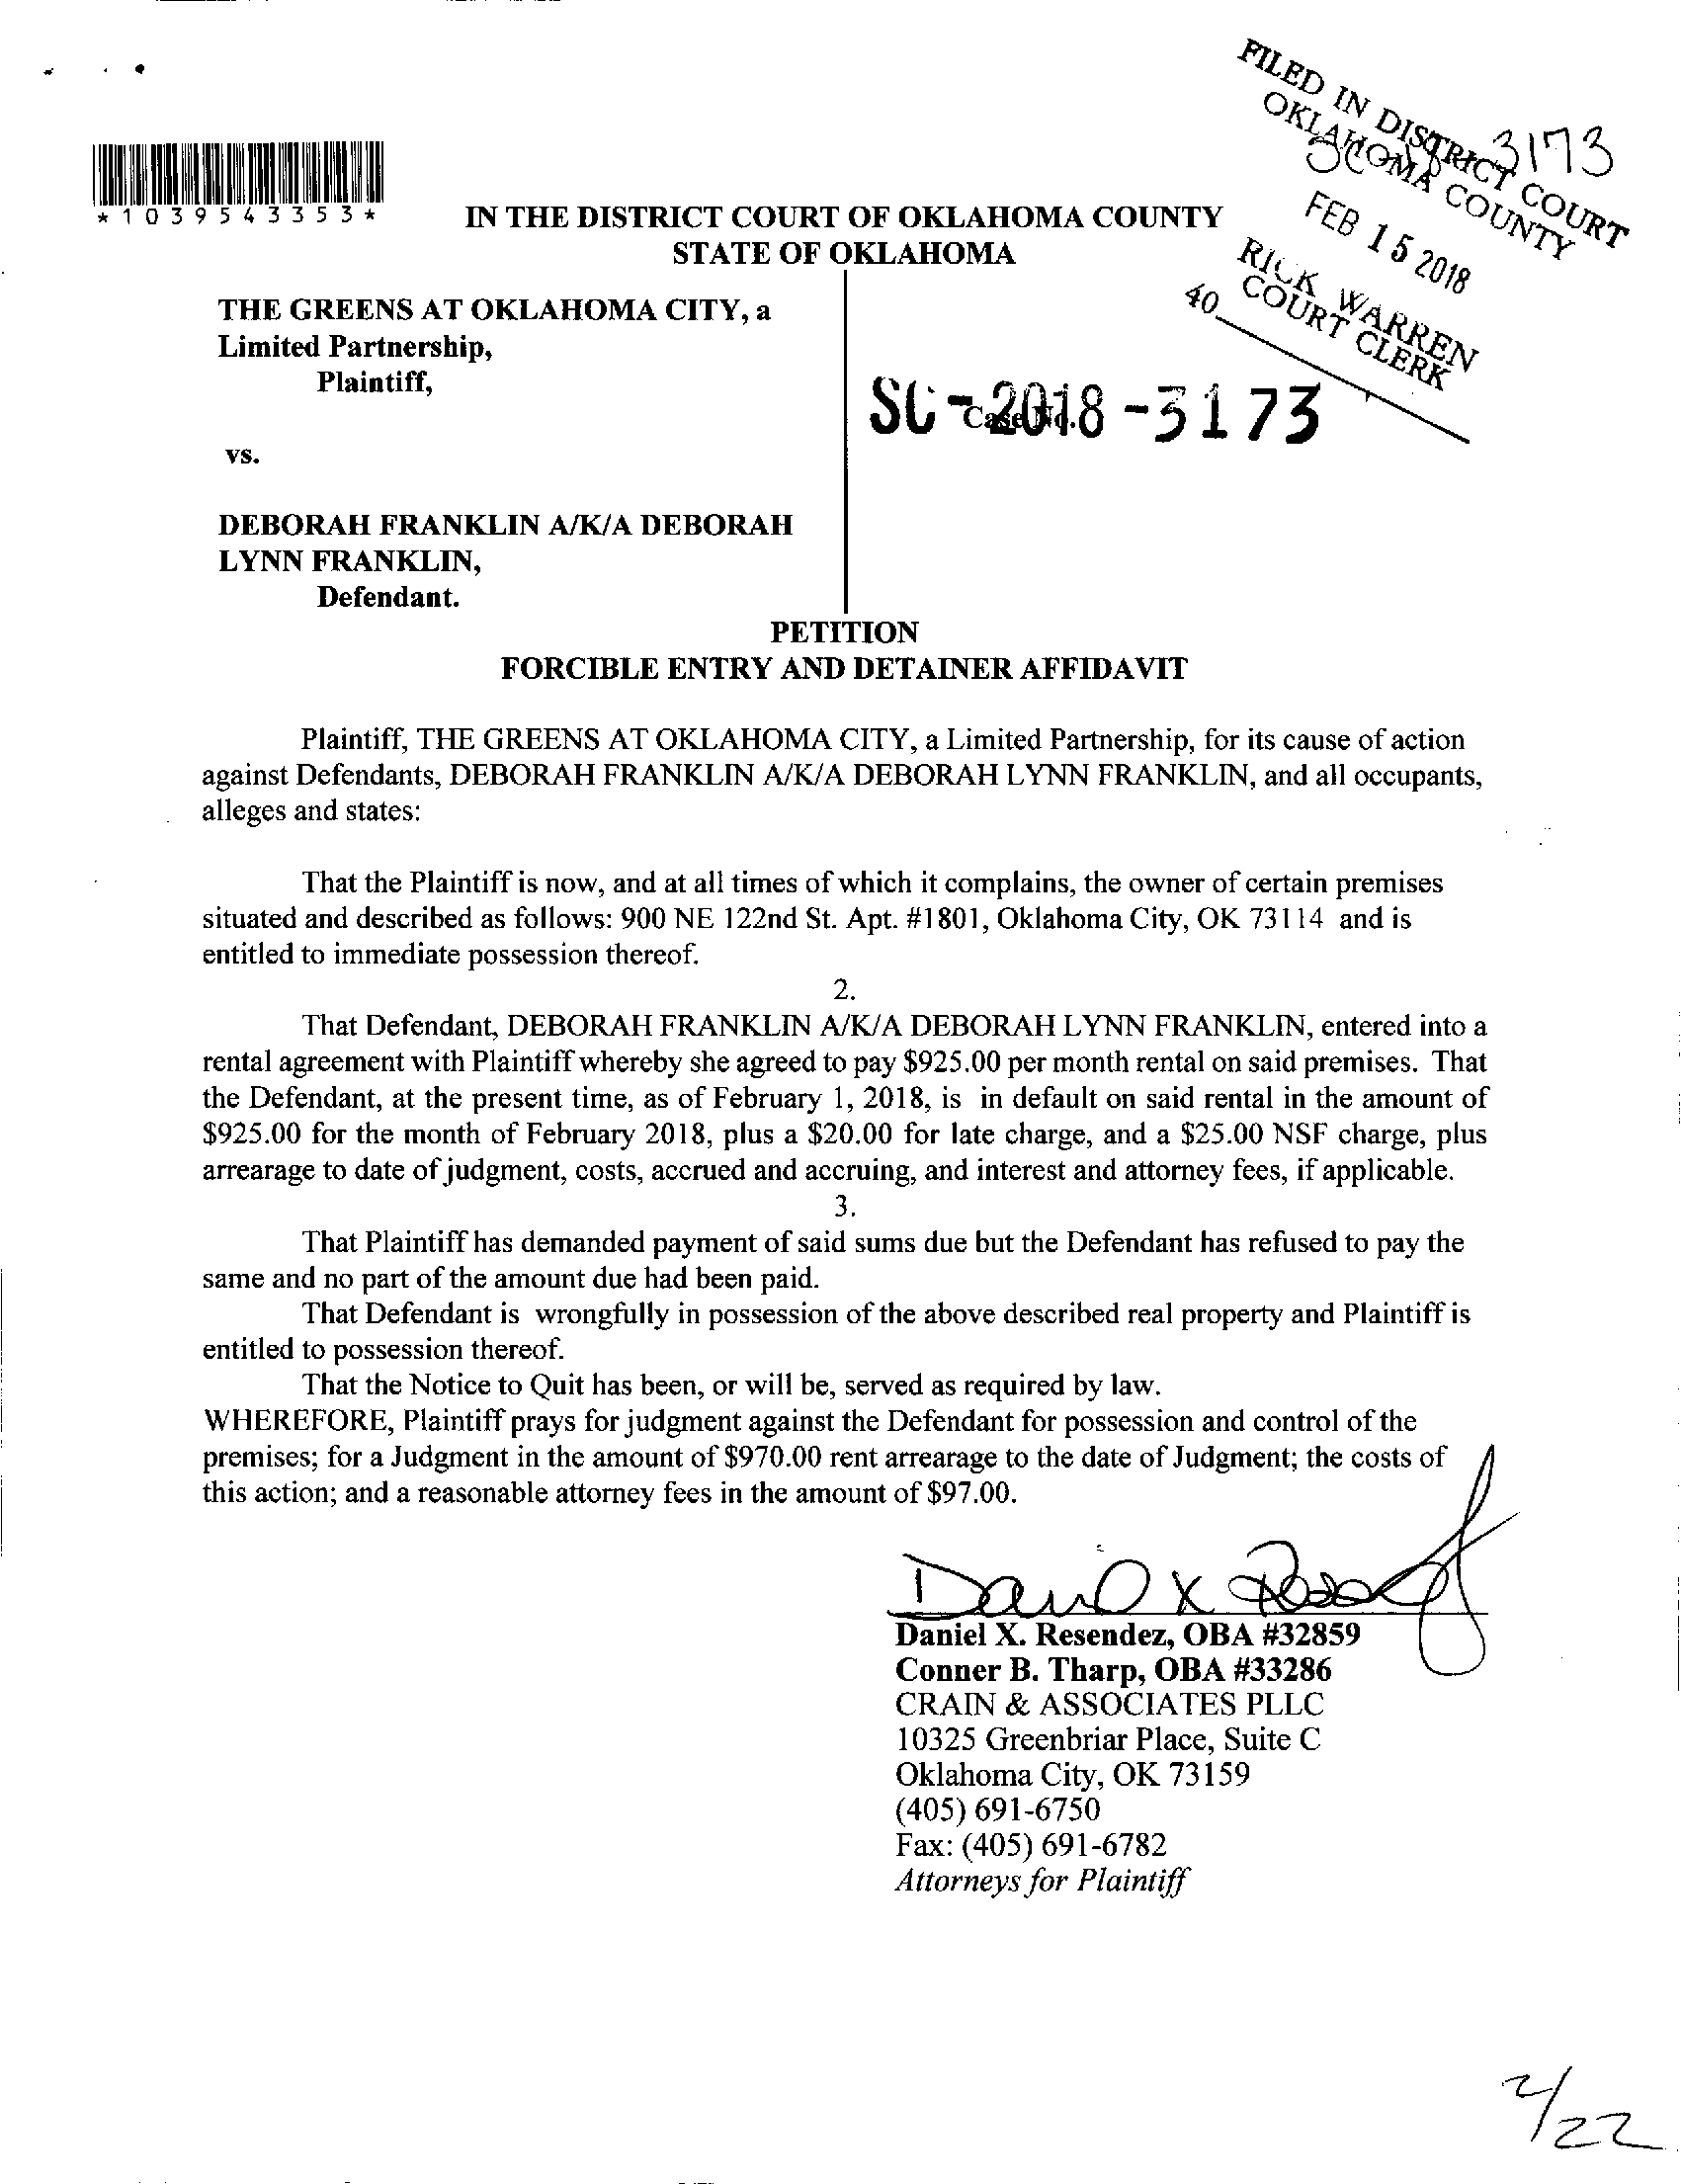 FILED IN DISTRICT COURT
OKLAHOMA COUNTY
3173
FEB 15 2018
RICK WARREN
COURT CLERK
40
*1039543353*
IN THE DISTRICT COURT OF OKLAHOMA COUNTY
STATE OF OKLAHOMA
THE GREENS AT OKLAHOMA CITY, a
Limited Partnership,
Plaintiff,
Case No.
SC-2018-3173
vs.
DEBORAH FRANKLIN A/K/A DEBORAH
LYNN FRANKLIN,
Defendant.
PETITION
FORCIBLE ENTRY AND DETAINER AFFIDAVIT
Plaintiff, THE GREENS AT OKLAHOMA CITY, a Limited Partnership, for its cause of action
against Defendants, DEBORAH FRANKLIN A/K/A DEBORAH LYNN FRANKLIN, and all occupants,
alleges and states:
That the Plaintiff is now, and at all times of which it complains, the owner of certain premises
situated and described as follows: 900 NE 122nd St. Apt. #1801, Oklahoma City, OK 73114 and is
entitled to immediate possession thereof.
2.
That Defendant, DEBORAH FRANKLIN A/K/A DEBORAH LYNN FRANKLIN, entered into a
rental agreement with Plaintiff whereby she agreed to pay $925.00 per month rental on said premises. That
the Defendant, at the present time, as of February 1, 2018, is in default on said rental in the amount of
$925.00 for the month of February 2018, plus a $20.00 for late charge, and a $25.00 NSF charge, plus
arrearage to date of judgment, costs, accrued and accruing, and interest and attorney fees, if applicable.
3.
That Plaintiff has demanded payment of said sums due but the Defendant has refused to pay the
same and no part of the amount due had been paid.
That Defendant is wrongfully in possession of the above described real property and Plaintiff is
entitled to possession thereof.
That the Notice to Quit has been, or will be, served as required by law.
WHEREFORE, Plaintiff prays for judgment against the Defendant for possession and control of the
premises; for a Judgment in the amount of $970.00 rent arrearage to the date of Judgment; the costs of
this action; and a reasonable attorney fees in the amount of $97.00.
Daniel X. Resendez, OBA #32859
Conner B. Tharp, OBA #33286
CRAIN & ASSOCIATES PLLC
10325 Greenbriar Place, Suite C
Oklahoma City, OK 73159
(405) 691-6750
Fax: (405) 691-6782
Attorneys for Plaintiff
2/22